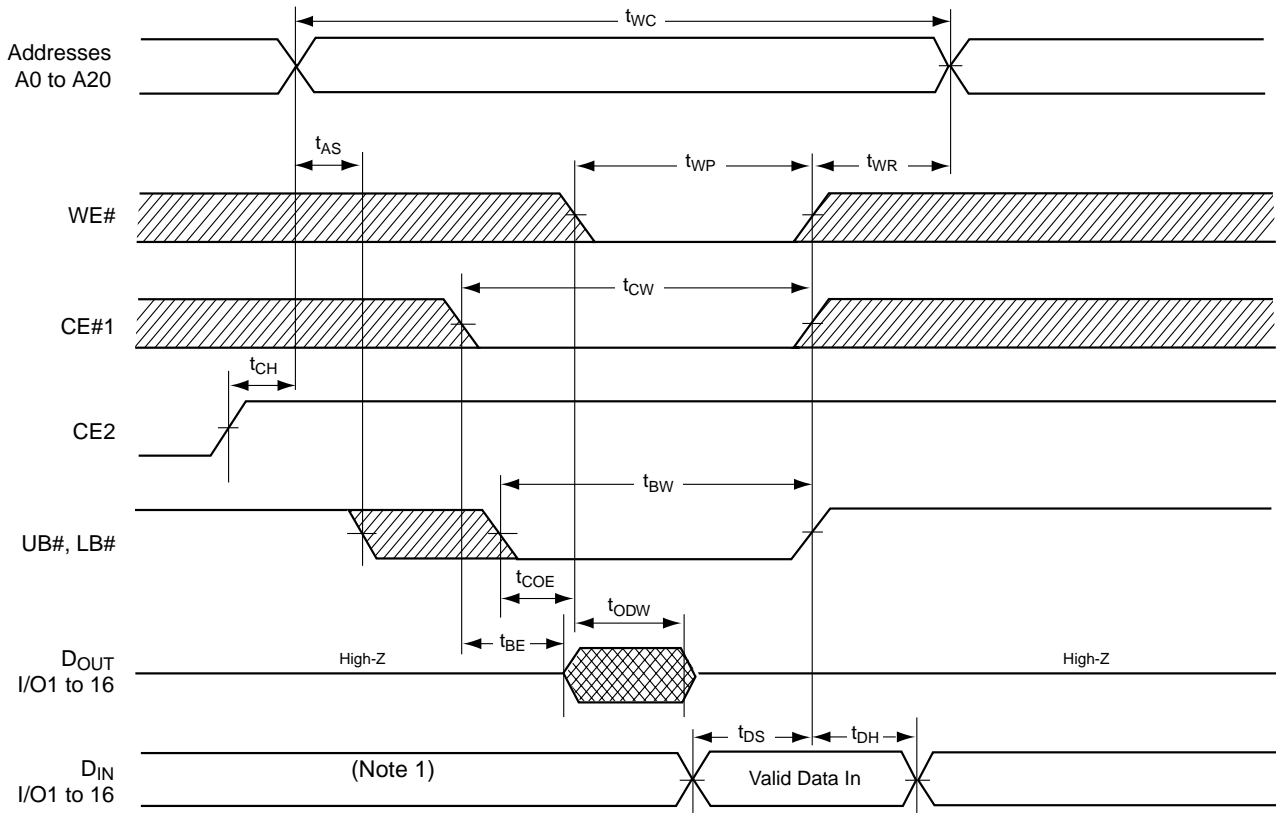 tWC
Addresses
A0 to A20
tAS
tWP
tWR
WE#
tCW
CE#1
tCH
CE2
tBW
UB#, LB#
tCOE
tODW
tBE
DOUT
I/O1 to 16
High-Z
High-Z
tDS
tDH
DIN
I/O1 to 16
(Note 1)
Valid Data In